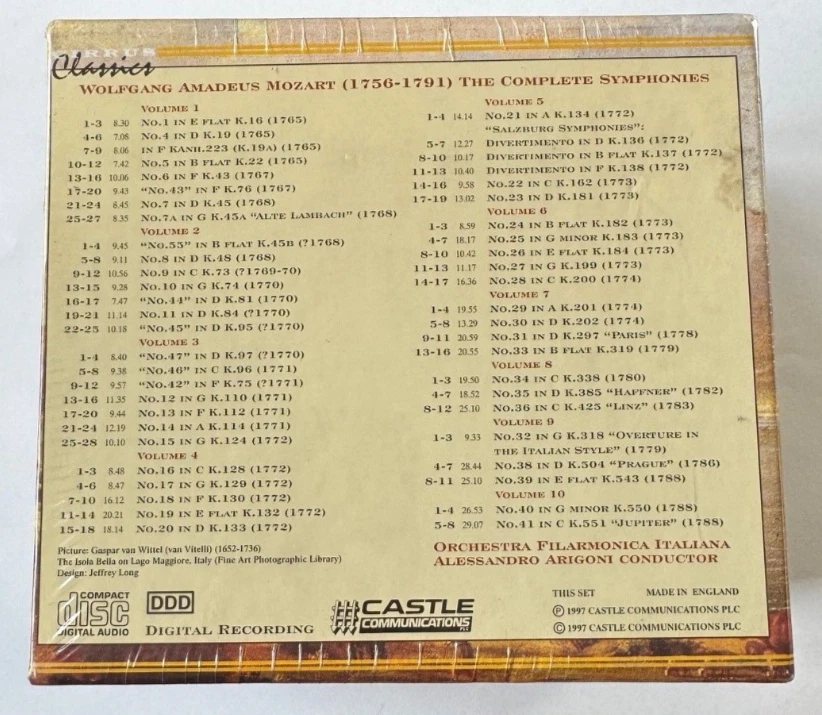 CIRRUS
Classics
WOLFGANG AMADEUS MOZART (1756-1791) THE COMPLETE SYMPHONIES
VOLUME 1
1-3 8.30 NO.1 IN E FLAT K.16 (1765)
4-6 7.08 NO.4 IN D K.19 (1765)
7-9 8.06 IN F KANH.223 (K.19A) (1765)
10-12 7.42 NO.5 IN B FLAT K.22 (1765)
13-16 10.06 NO.6 IN F K.43 (1767)
17-20 9.43 "NO.43" IN F K.76 (1767)
21-24 8.45 NO.7 IN D K.45 (1768)
25-27 8.35 NO.7A IN G K.45A "ALTE LAMBACH" (1768)
VOLUME 2
1-4 9.45 "NO.55" IN B FLAT K.45B (?1768)
5-8 9.11 NO.8 IN D K.48 (1768)
9-12 10.56 NO.9 IN C K.73 (?1769-70)
13-15 9.28 NO.10 IN G K.74 (1770)
16-17 7.47 "NO.44" IN D K.81 (1770)
19-21 11.14 NO.11 IN D K.84 (?1770)
22-25 10.18 "NO.45" IN D K.95 (?1770)
VOLUME 3
1-4 8.40 "NO.47" IN D K.97 (?1770)
5-8 9.38 "NO.46" IN C K.96 (1771)
9-12 9.57 "NO.42" IN F K.75 (?1771)
13-16 11.35 NO.12 IN G K.110 (1771)
17-20 9.44 NO.13 IN F K.112 (1771)
21-24 12.19 NO.14 IN A K.114 (1771)
25-28 10.10 NO.15 IN G K.124 (1772)
VOLUME 4
1-3 8.48 NO.16 IN C K.128 (1772)
4-6 8.47 NO.17 IN G K.129 (1772)
7-10 16.12 NO.18 IN F K.130 (1772)
11-14 20.21 NO.19 IN E FLAT K.132 (1772)
15-18 18.14 NO.20 IN D K.133 (1772)
VOLUME 5
1-4 14.14 NO.21 IN A K.134 (1772)
"SALZBURG SYMPHONIES":
5-7 12.27 DIVERTIMENTO IN D K.136 (1772)
8-10 10.17 DIVERTIMENTO IN B FLAT K.137 (1772)
11-13 10.40 DIVERTIMENTO IN F K.138 (1772)
14-16 9.58 NO.22 IN C K.162 (1773)
17-19 13.02 NO.23 IN D K.181 (1773)
VOLUME 6
1-3 8.59 NO.24 IN B FLAT K.182 (1773)
4-7 18.17 NO.25 IN G MINOR K.183 (1773)
8-10 10.42 NO.26 IN E FLAT K.184 (1773)
11-13 11.17 NO.27 IN G K.199 (1773)
14-17 16.36 NO.28 IN C K.200 (1774)
VOLUME 7
1-4 19.55 NO.29 IN A K.201 (1774)
5-8 13.29 NO.30 IN D K.202 (1774)
9-11 20.59 NO.31 IN D K.297 "PARIS" (1778)
13-16 20.55 NO.33 IN B FLAT K.319 (1779)
VOLUME 8
1-3 19.50 NO.34 IN C K.338 (1780)
4-7 18.52 NO.35 IN D K.385 "HAFFNER" (1782)
8-12 25.10 NO.36 IN C K.425 "LINZ" (1783)
VOLUME 9
1-3 9.33 NO.32 IN G K.318 "OVERTURE IN
THE ITALIAN STYLE" (1779)
4-7 28.44 NO.38 IN D K.504 "PRAGUE" (1786)
8-11 25.10 NO.39 IN E FLAT K.543 (1788)
VOLUME 10
1-4 26.53 NO.40 IN G MINOR K.550 (1788)
5-8 29.07 NO.41 IN C K.551 "JUPITER" (1788)
ORCHESTRA FILARMONICA ITALIANA
ALESSANDRO ARIGONI CONDUCTOR
Picture: Gaspar van Wittel (van Vitelli) (1652-1736)
The Isola Bella on Lago Maggiore, Italy (Fine Art Photographic Library)
Design: Jeffrey Long
COMPACT
disc
DIGITAL AUDIO
DDD
DIGITAL RECORDING
CASTLE
COMMUNICATIONS
PLC
THIS SET MADE IN ENGLAND
℗ 1997 CASTLE COMMUNICATIONS PLC
© 1997 CASTLE COMMUNICATIONS PLC